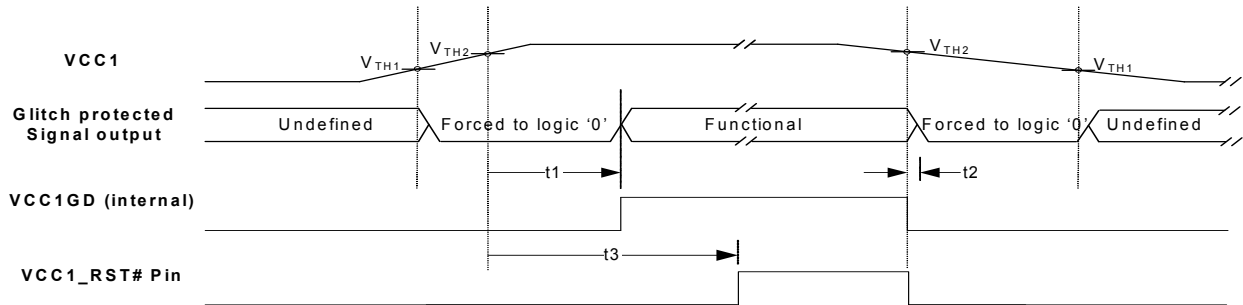 VCC1
VTH1
VTH2
VTH2
VTH1
Glitch protected
Signal output
Undefined
Forced to logic ‘0’
Functional
Forced to logic ‘0’
Undefined
t1
t2
VCC1GD (internal)
t3
VCC1_RST# Pin